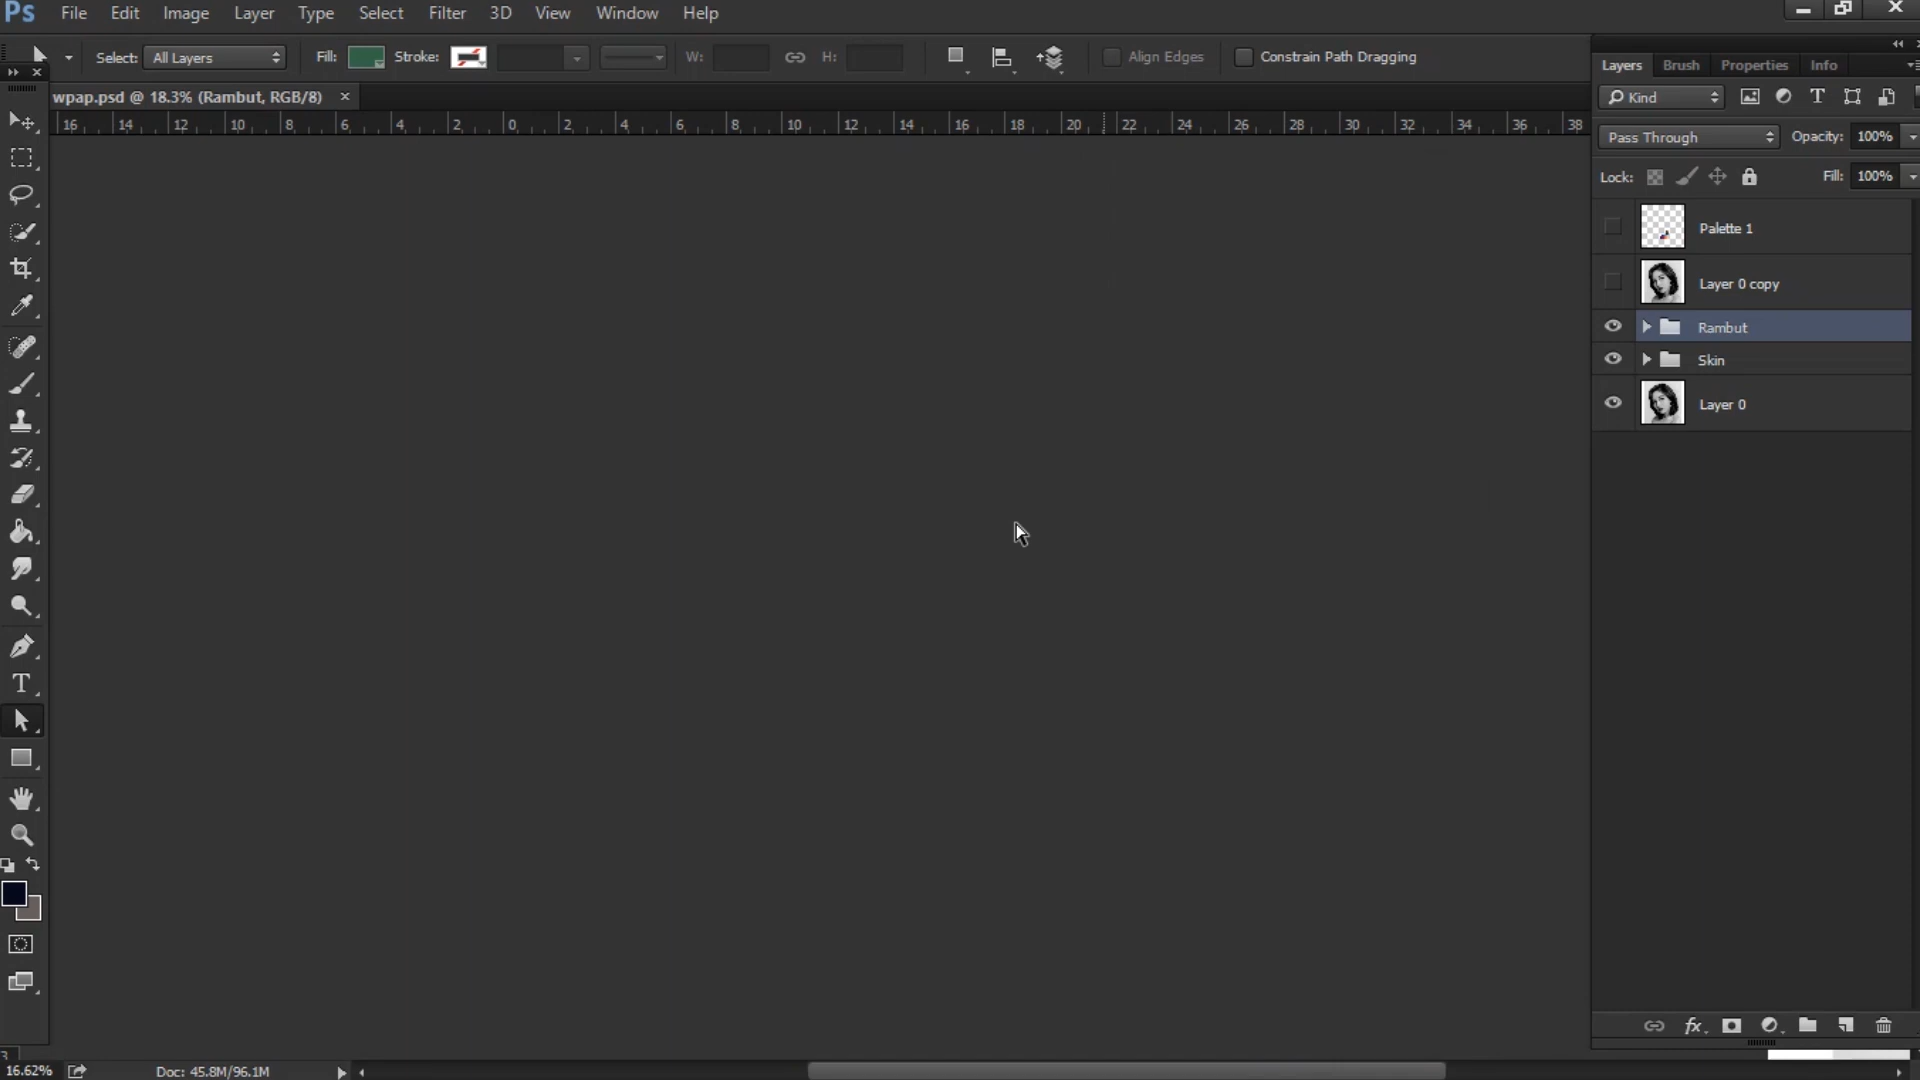 Ps File Edit Image Layer Type Select Filter 3D View Window Help
Select: All Layers Fill: Stroke: W: H: Align Edges Constrain Path Dragging
wpap.psd @ 18.3% (Rambut, RGB/8) ×
16 14 12 10 8 6 4 2 0 2 4 6 8 10 12 14 16 18 20 22 24 26 28 30 32 34 36 38
Layers Brush Properties Info
Kind
Pass Through Opacity: 100%
Lock: Fill: 100%
Palette 1
Layer 0 copy
Rambut
Skin
Layer 0
T
fx
3
16.62% Doc: 45.8M/96.1M